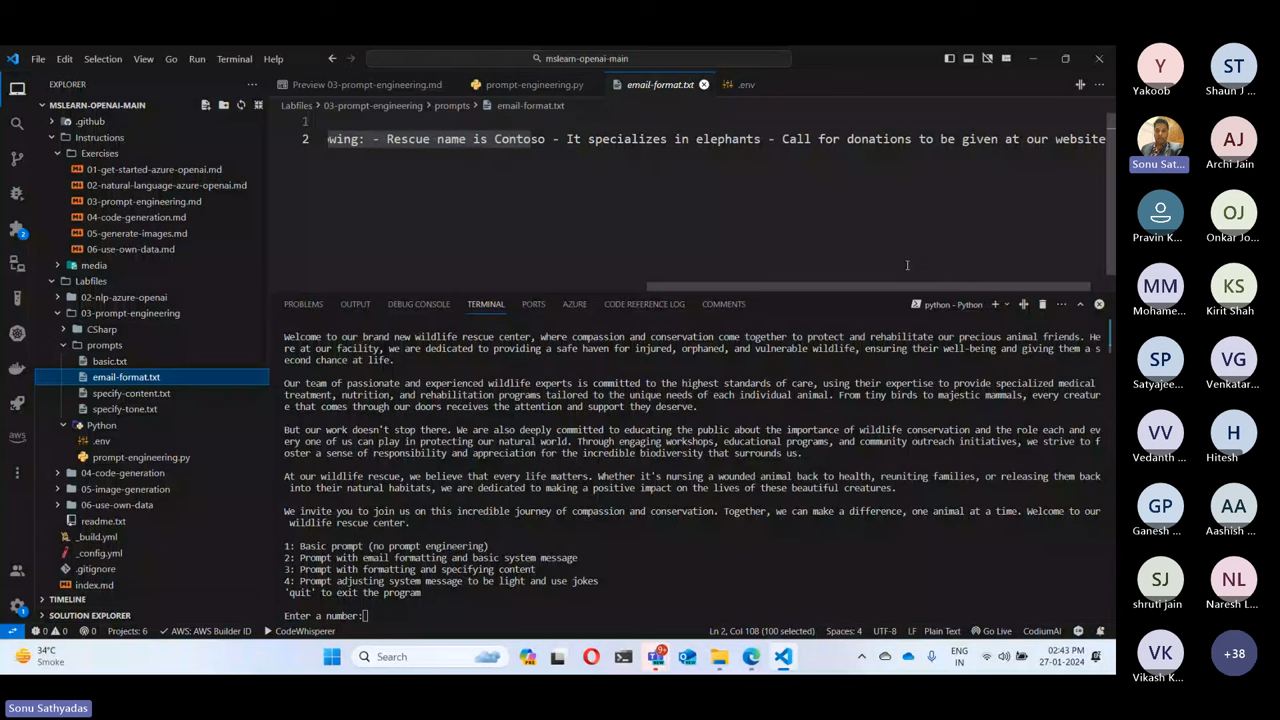 File Edit Selection View Go Run Terminal Help
mslearn-openai-main
EXPLORER
Preview 03-prompt-engineering.md
prompt-engineering.py
email-format.txt
.env
MSLEARN-OPENAI-MAIN
Labfiles > 03-prompt-engineering > prompts > email-format.txt
.github
Instructions
Exercises
01-get-started-azure-openai.md
02-natural-language-azure-openai.md
03-prompt-engineering.md
04-code-generation.md
05-generate-images.md
06-use-own-data.md
media
Labfiles
02-nlp-azure-openai
03-prompt-engineering
CSharp
prompts
basic.txt
email-format.txt
specify-content.txt
specify-tone.txt
Python
.env
prompt-engineering.py
04-code-generation
05-image-generation
06-use-own-data
readme.txt
_build.yml
_config.yml
.gitignore
index.md
TIMELINE
SOLUTION EXPLORER
1
2 owing: - Rescue name is Contoso - It specializes in elephants - Call for donations to be given at our website
PROBLEMS OUTPUT DEBUG CONSOLE TERMINAL PORTS AZURE CODE REFERENCE LOG COMMENTS
python - Python
Welcome to our brand new wildlife rescue center, where compassion and conservation come together to protect and rehabilitate our precious animal friends. He
re at our facility, we are dedicated to providing a safe haven for injured, orphaned, and vulnerable wildlife, ensuring their well-being and giving them a s
econd chance at life.
Our team of passionate and experienced wildlife experts is committed to the highest standards of care, using their expertise to provide specialized medical
treatment, nutrition, and rehabilitation programs tailored to the unique needs of each individual animal. From tiny birds to majestic mammals, every creatur
e that comes through our doors receives the attention and support they deserve.
But our work doesn't stop there. We are also deeply committed to educating the public about the importance of wildlife conservation and the role each and ev
ery one of us can play in protecting our natural world. Through engaging workshops, educational programs, and community outreach initiatives, we strive to f
oster a sense of responsibility and appreciation for the incredible biodiversity that surrounds us.
At our wildlife rescue, we believe that every life matters. Whether it's nursing a wounded animal back to health, reuniting families, or releasing them back
into their natural habitats, we are dedicated to making a positive impact on the lives of these beautiful creatures.
We invite you to join us on this incredible journey of compassion and conservation. Together, we can make a difference, one animal at a time. Welcome to our
wildlife rescue center.
1: Basic prompt (no prompt engineering)
2: Prompt with email formatting and basic system message
3: Prompt with formatting and specifying content
4: Prompt adjusting system message to be light and use jokes
'quit' to exit the program
Enter a number:
0 0 0 Projects: 6 AWS: AWS Builder ID CodeWhisperer
Ln 2, Col 108 (100 selected) Spaces: 4 UTF-8 LF Plain Text Go Live CodiumAI
34°C
Smoke
Search
9+
ENG
IN
02:43 PM
27-01-2024
Sonu Sathyadas
Y
Yakoob
ST
Shaun J ...
Sonu Sat...
AJ
Archi Jain
Pravin K...
OJ
Onkar Jo...
MM
Mohame...
KS
Kirit Shah
SP
Satyajee...
VG
Venkatar...
VV
Vedanth ...
H
Hitesh
GP
Ganesh ...
AA
Aashish ...
SJ
shruti jain
NL
Naresh L...
VK
Vikash K...
+38